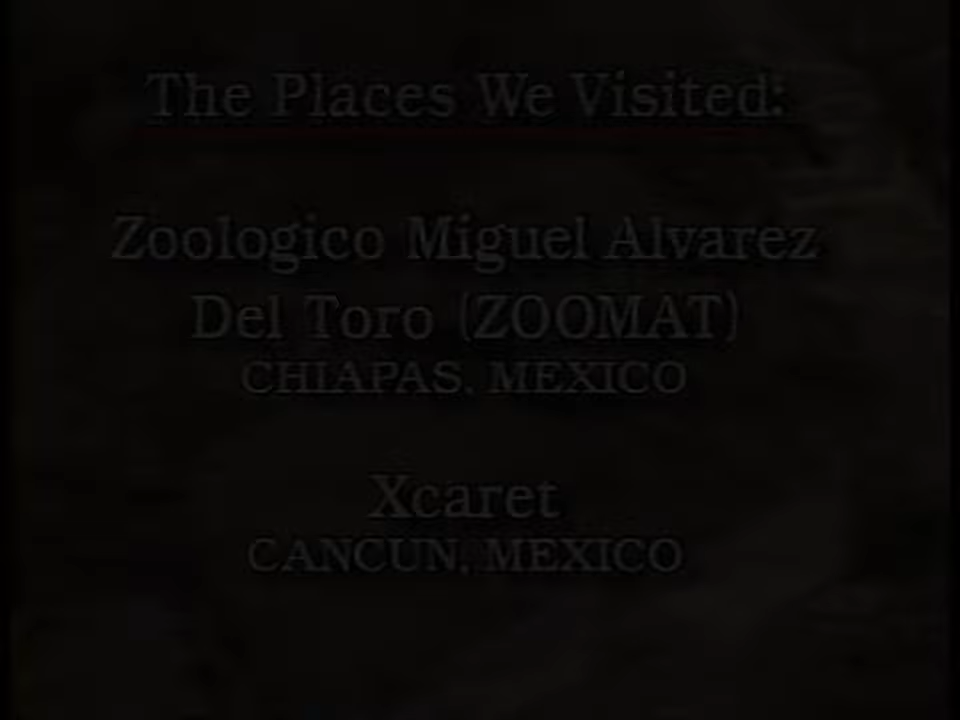 The Places We Visited:
Zoologico Miguel Alvarez
Del Toro (ZOOMAT)
CHIAPAS, MEXICO
Xcaret
CANCUN, MEXICO